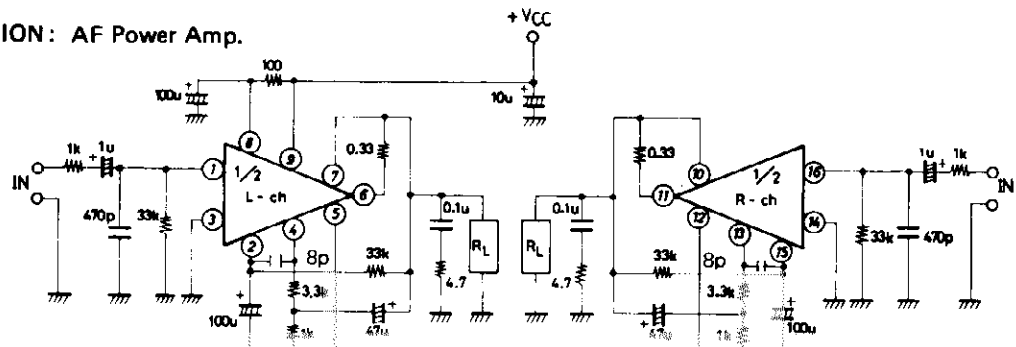 ION: AF Power Amp.
+ VCC
100
100u
10u
1k
1u
8
9
7
0.33
1
1/2
L-ch
6
5
3
2
4
IN
470p
33k
8p
33k
0.1u
4.7
RL
3.3k
100u
1k
47u
0.33
10
11
1/2
R-ch
16
12
13
14
15
1u
1k
IN
RL
0.1u
4.7
33k
8p
3.3k
47u
1k
100u
33k
470p